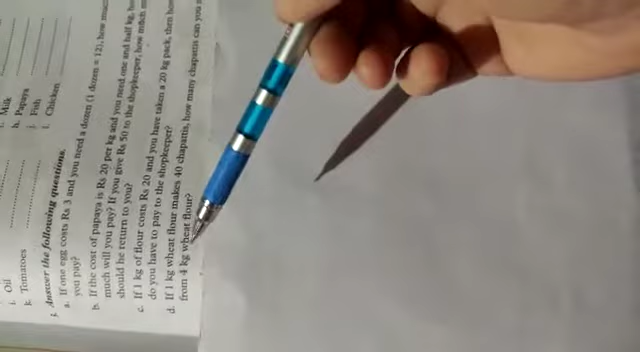 i. Oil
k. Tomatoes
Milk
h. Papaya
Fish
l. Chicken
Answer the following questions.
a. If one egg costs Rs 3 and you need a dozen (1 dozen = 12), how
you pay?
b. If the cost of papaya is Rs 20 per kg and you need one and half kg,
much will you pay? If you give Rs 50 to the shopkeeper, how much
should he return to you?
c. If 1 kg of flour costs Rs 20 and you have taken a 20 kg pack, then
do you have to pay to the shopkeeper?
d. If 1 kg wheat flour makes 40 chapattis, how many chapattis can you
from 4 kg wheat flour?